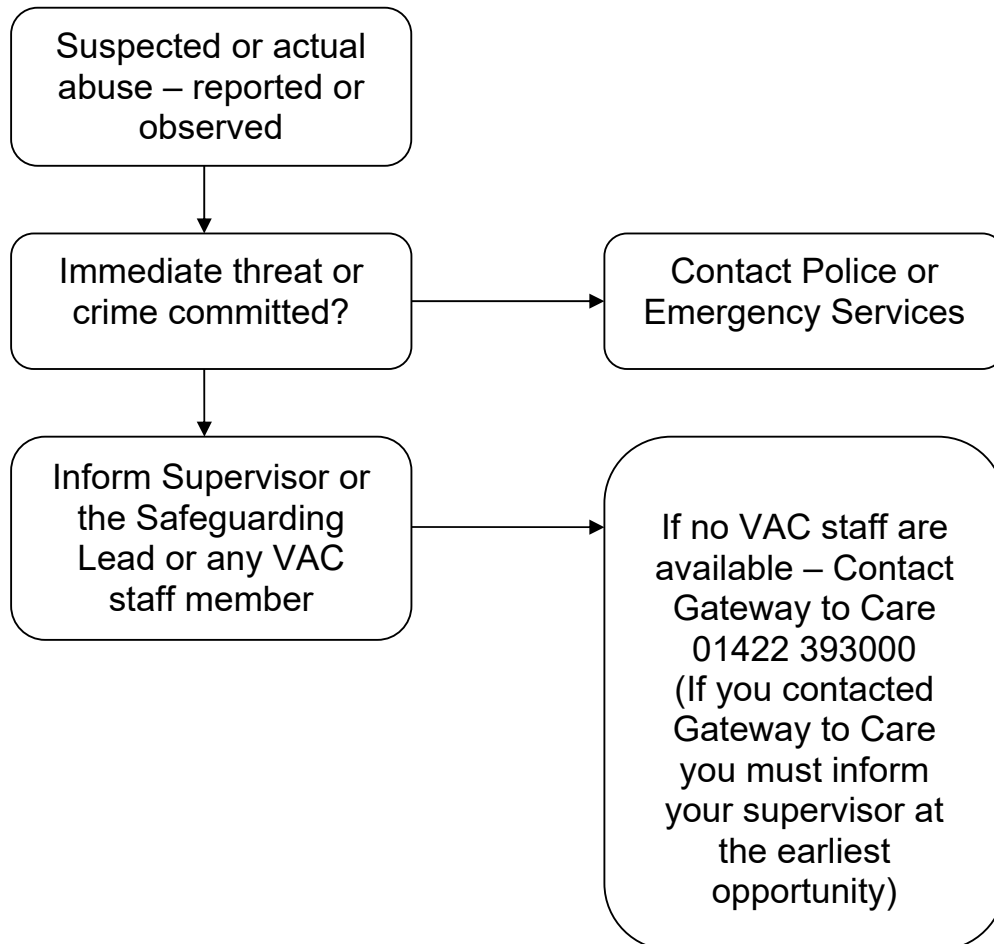 Suspected or actual
abuse – reported or
observed
Immediate threat or
crime committed?
Contact Police or
Emergency Services
Inform Supervisor or
the Safeguarding
Lead or any VAC
staff member
If no VAC staff are
available – Contact
Gateway to Care
01422 393000
(If you contacted
Gateway to Care
you must inform
your supervisor at
the earliest
opportunity)